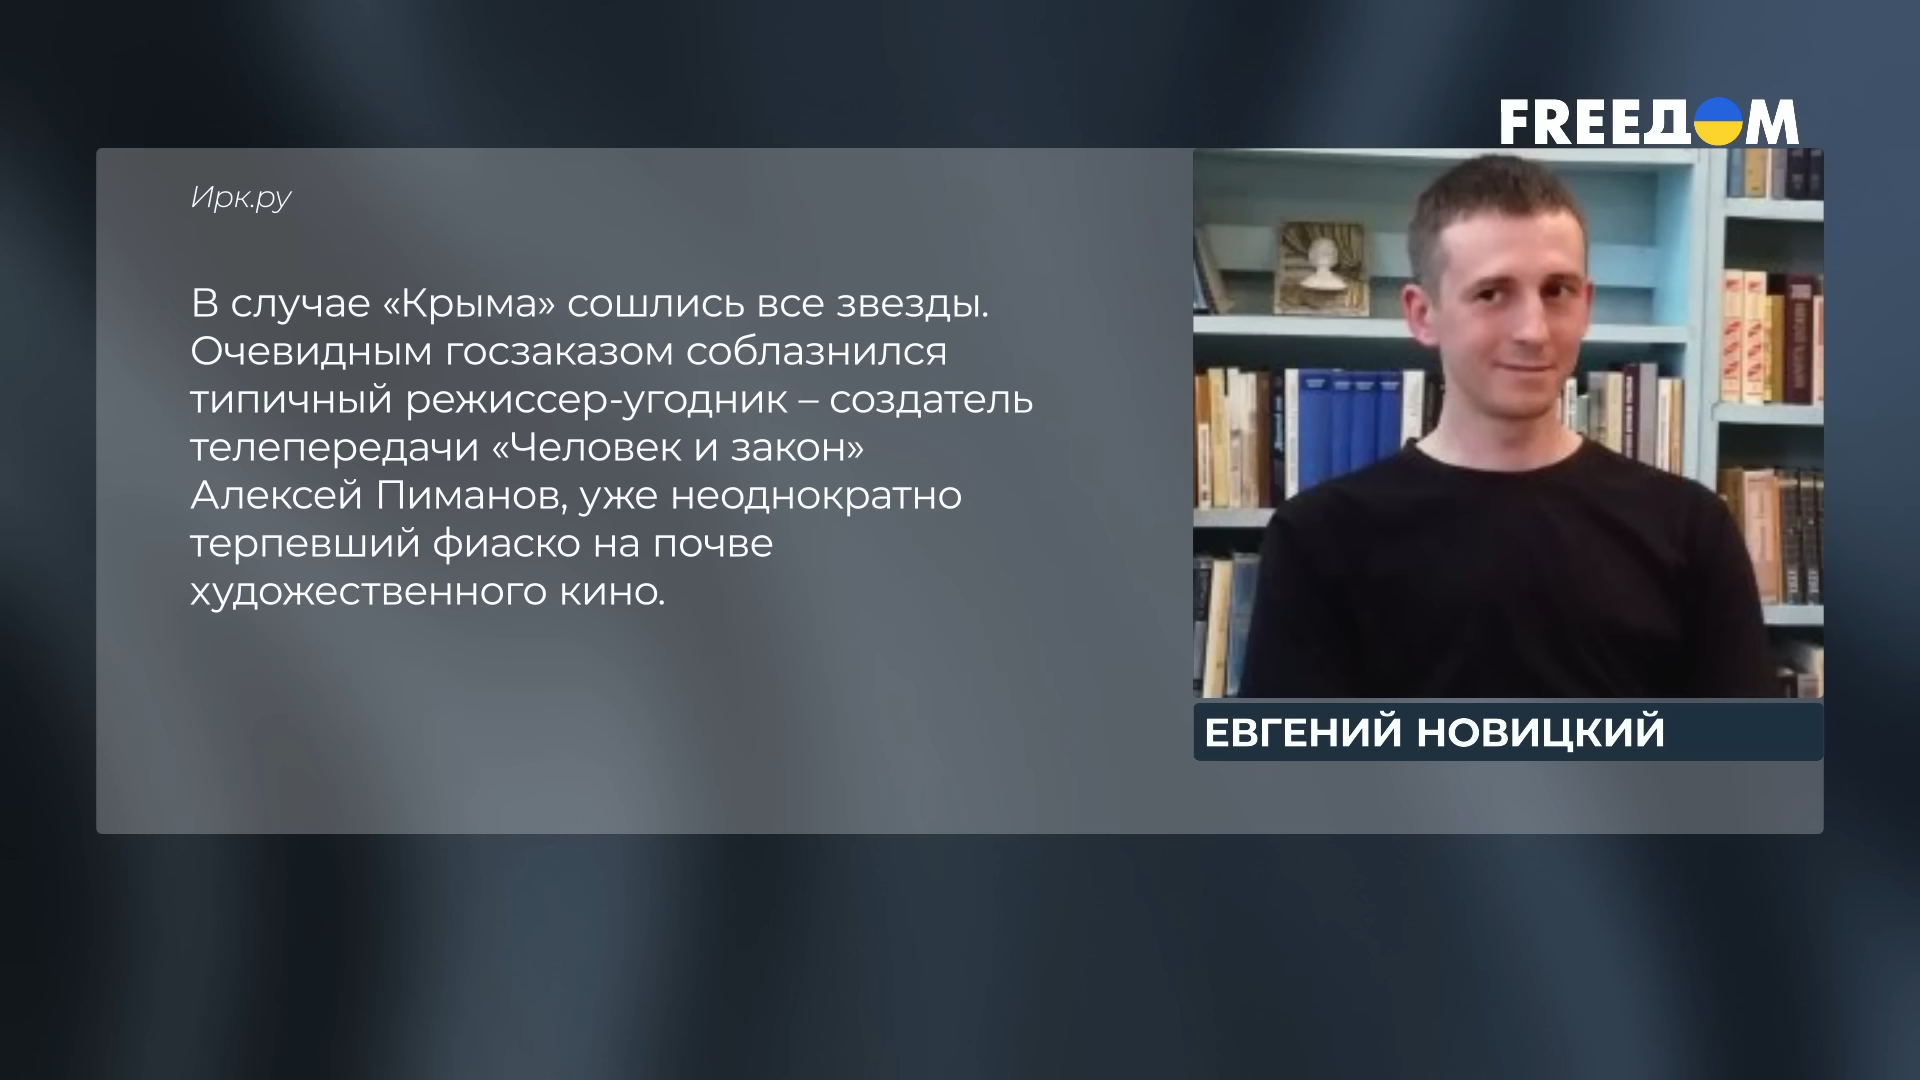 FREEДOM
Ирк.ру
В случае «Крыма» сошлись все звезды.
Очевидным госзаказом соблазнился
типичный режиссер-угодник – создатель
телепередачи «Человек и закон»
Алексей Пиманов, уже неоднократно
терпевший фиаско на почве
художественного кино.
ЕВГЕНИЙ НОВИЦКИЙ